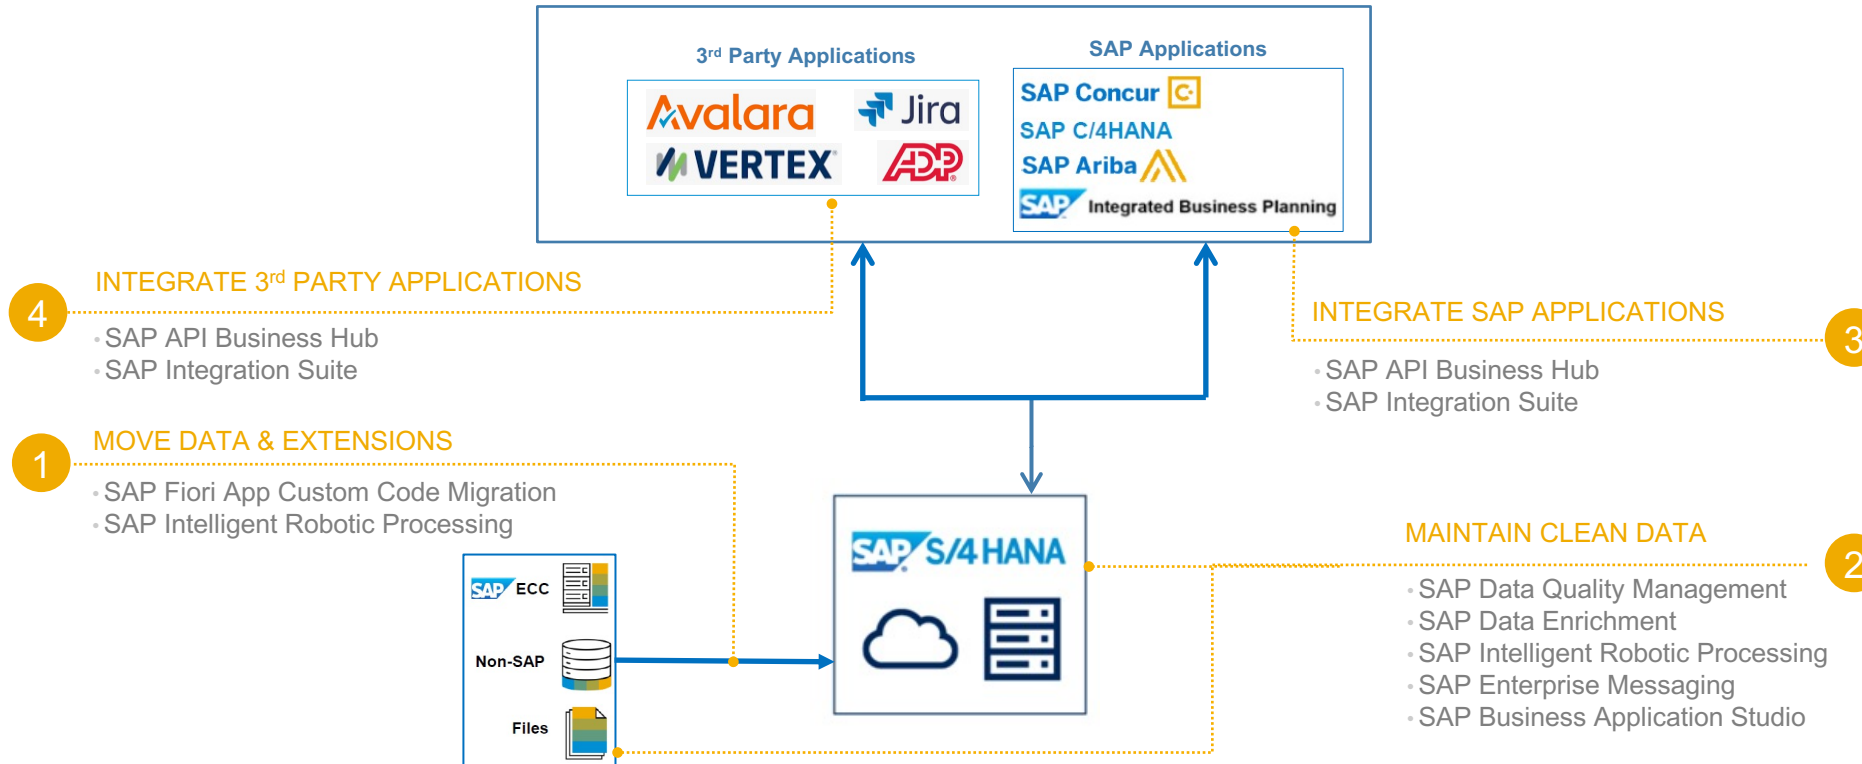 3rd Party Applications
Avalara
Jira
VERTEX
ADP
SAP Applications
SAP Concur C.
SAP C/4HANA
SAP Ariba
SAP Integrated Business Planning
4
INTEGRATE 3rd PARTY APPLICATIONS
• SAP API Business Hub
• SAP Integration Suite
INTEGRATE SAP APPLICATIONS
3
• SAP API Business Hub
• SAP Integration Suite
1
MOVE DATA & EXTENSIONS
• SAP Fiori App Custom Code Migration
• SAP Intelligent Robotic Processing
SAP ECC
Non-SAP
Files
SAP S/4HANA
MAINTAIN CLEAN DATA
2
• SAP Data Quality Management
• SAP Data Enrichment
• SAP Intelligent Robotic Processing
• SAP Enterprise Messaging
• SAP Business Application Studio